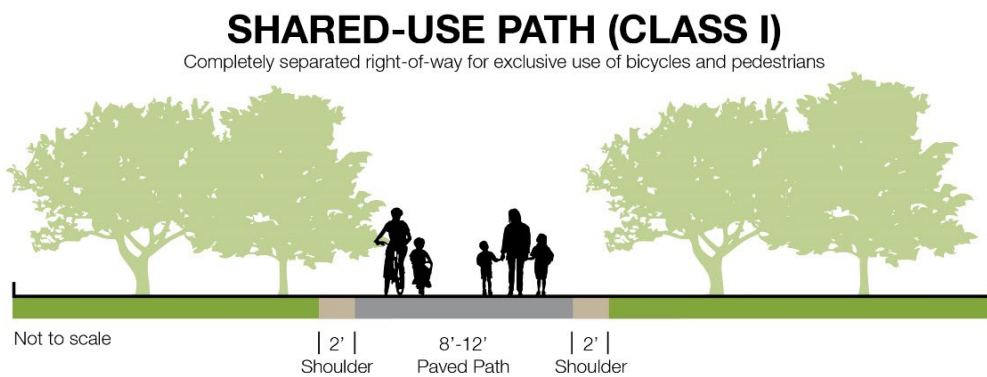 SHARED-USE PATH (CLASS I)
Completely separated right-of-way for exclusive use of bicycles and pedestrians
Not to scale
2’ 8’-12’ 2’
Shoulder Paved Path Shoulder